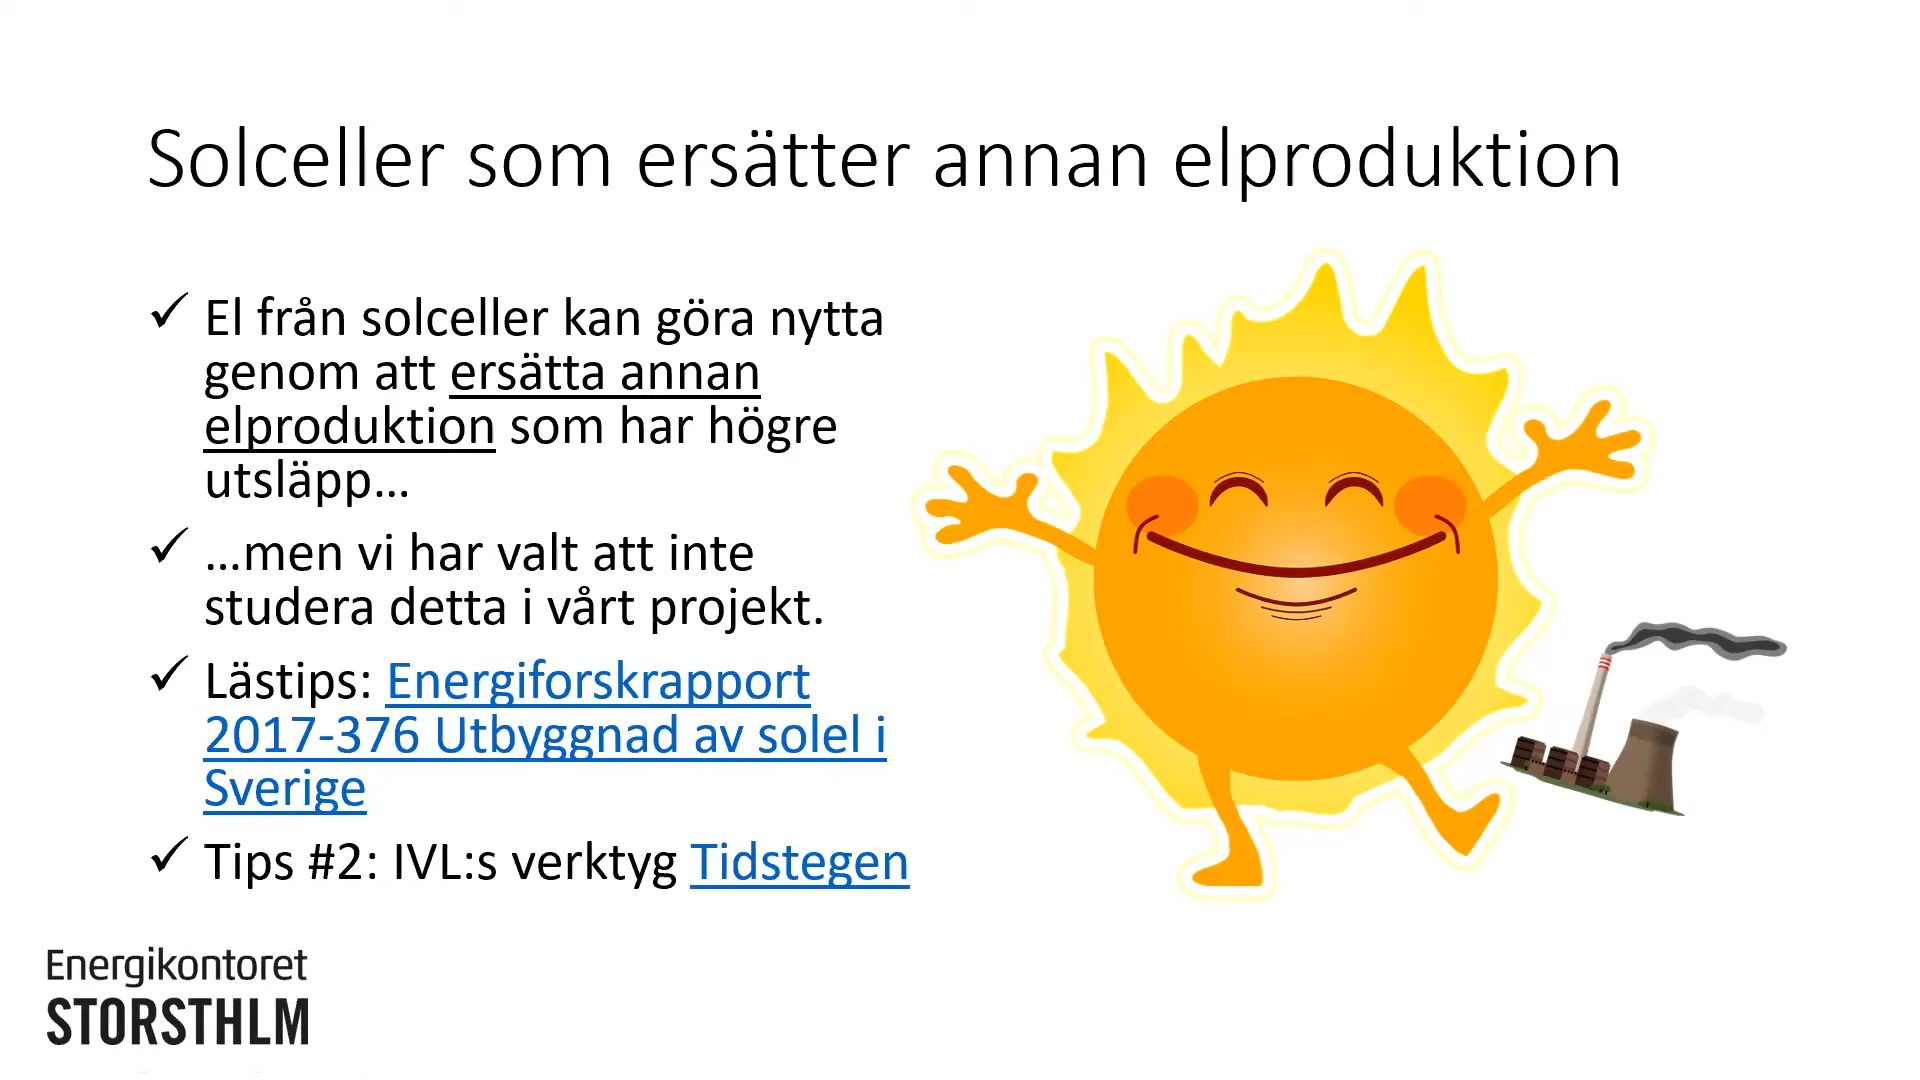 Solceller som ersätter annan elproduktion
El från solceller kan göra nytta
genom att ersätta annan
elproduktion som har högre
utsläpp...
...men vi har valt att inte
studera detta i vårt projekt.
Lästips: Energiforskrapport
2017-376 Utbyggnad av solel i
Sverige
Tips #2: IVL:s verktyg Tidstegen
Energikontoret
STORSTHLM